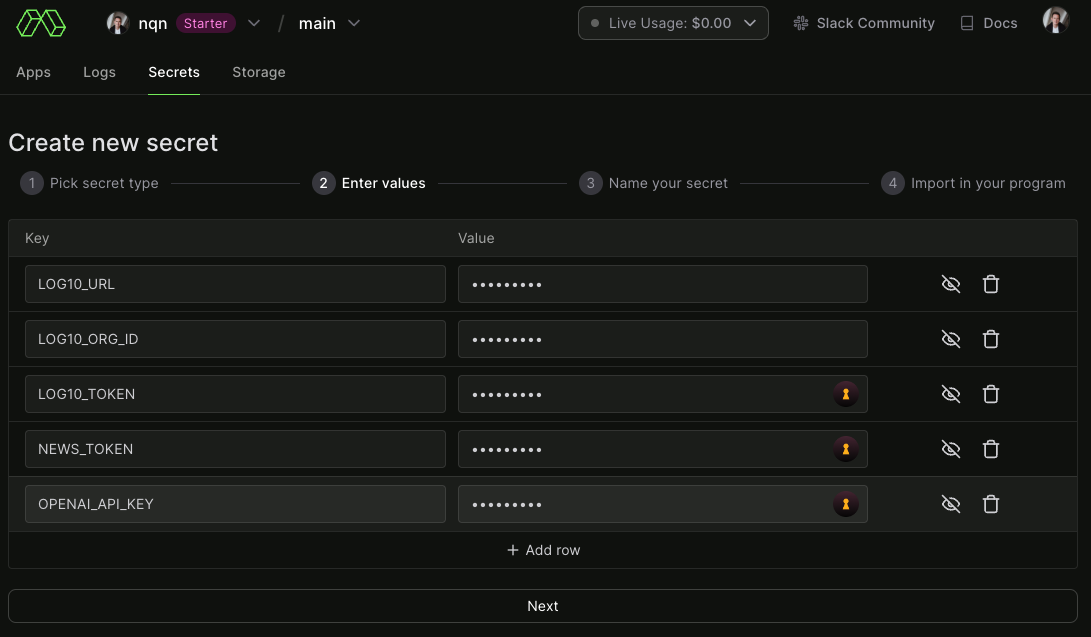 nqn Starter / main Live Usage: $0.00 Slack Community Docs
Apps Logs Secrets Storage
Create new secret
1 Pick secret type 2 Enter values 3 Name your secret 4 Import in your program
Key Value
LOG10_URL •••••••••
LOG10_ORG_ID •••••••••
LOG10_TOKEN •••••••••
NEWS_TOKEN •••••••••
OPENAI_API_KEY •••••••••
+ Add row
Next